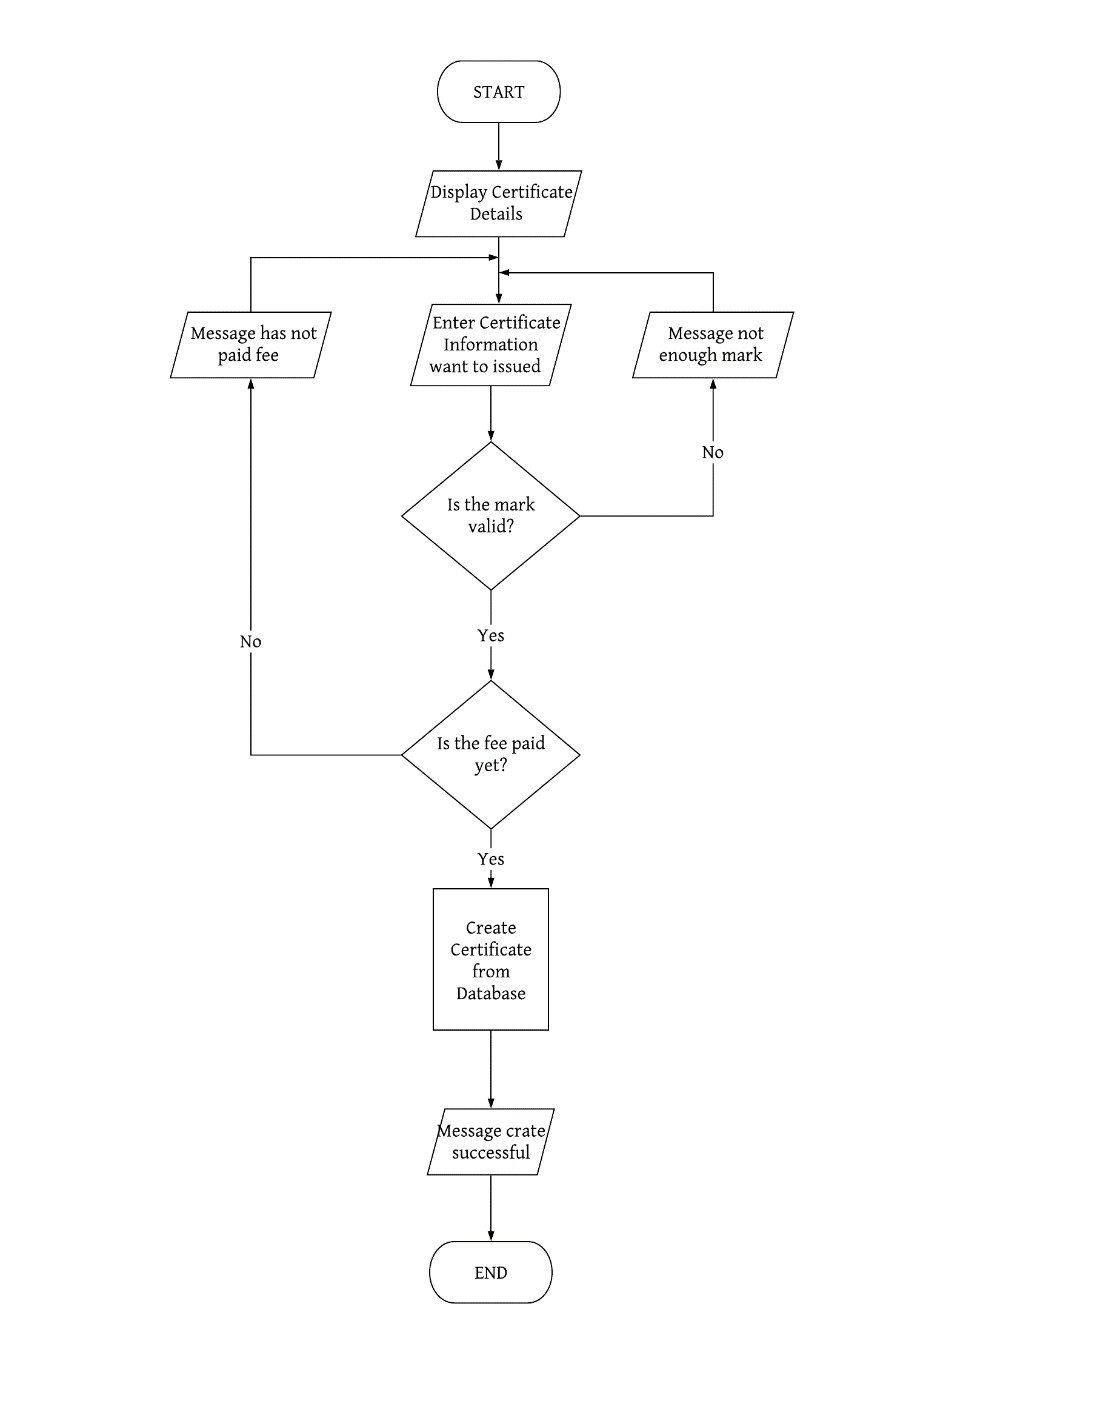 START
Display Certificate
Details
Message has not
paid fee
Enter Certificate
Information
want to issued
Message not
enough mark
No
Is the mark
valid?
Yes
No
Is the fee paid
yet?
Yes
Create
Certificate
from
Database
Message crate
successful
END